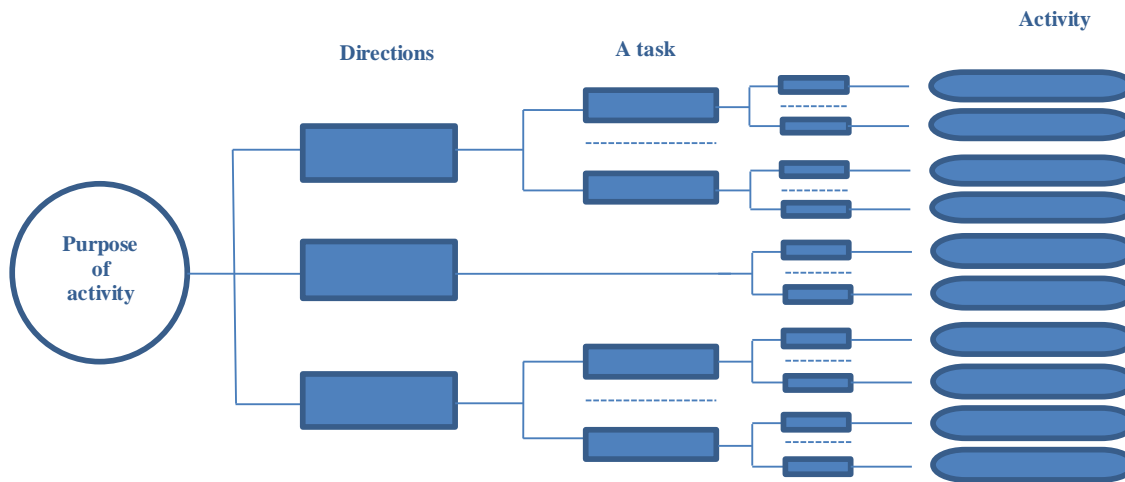 Activity
Directions
A task
Purpose
of
activity